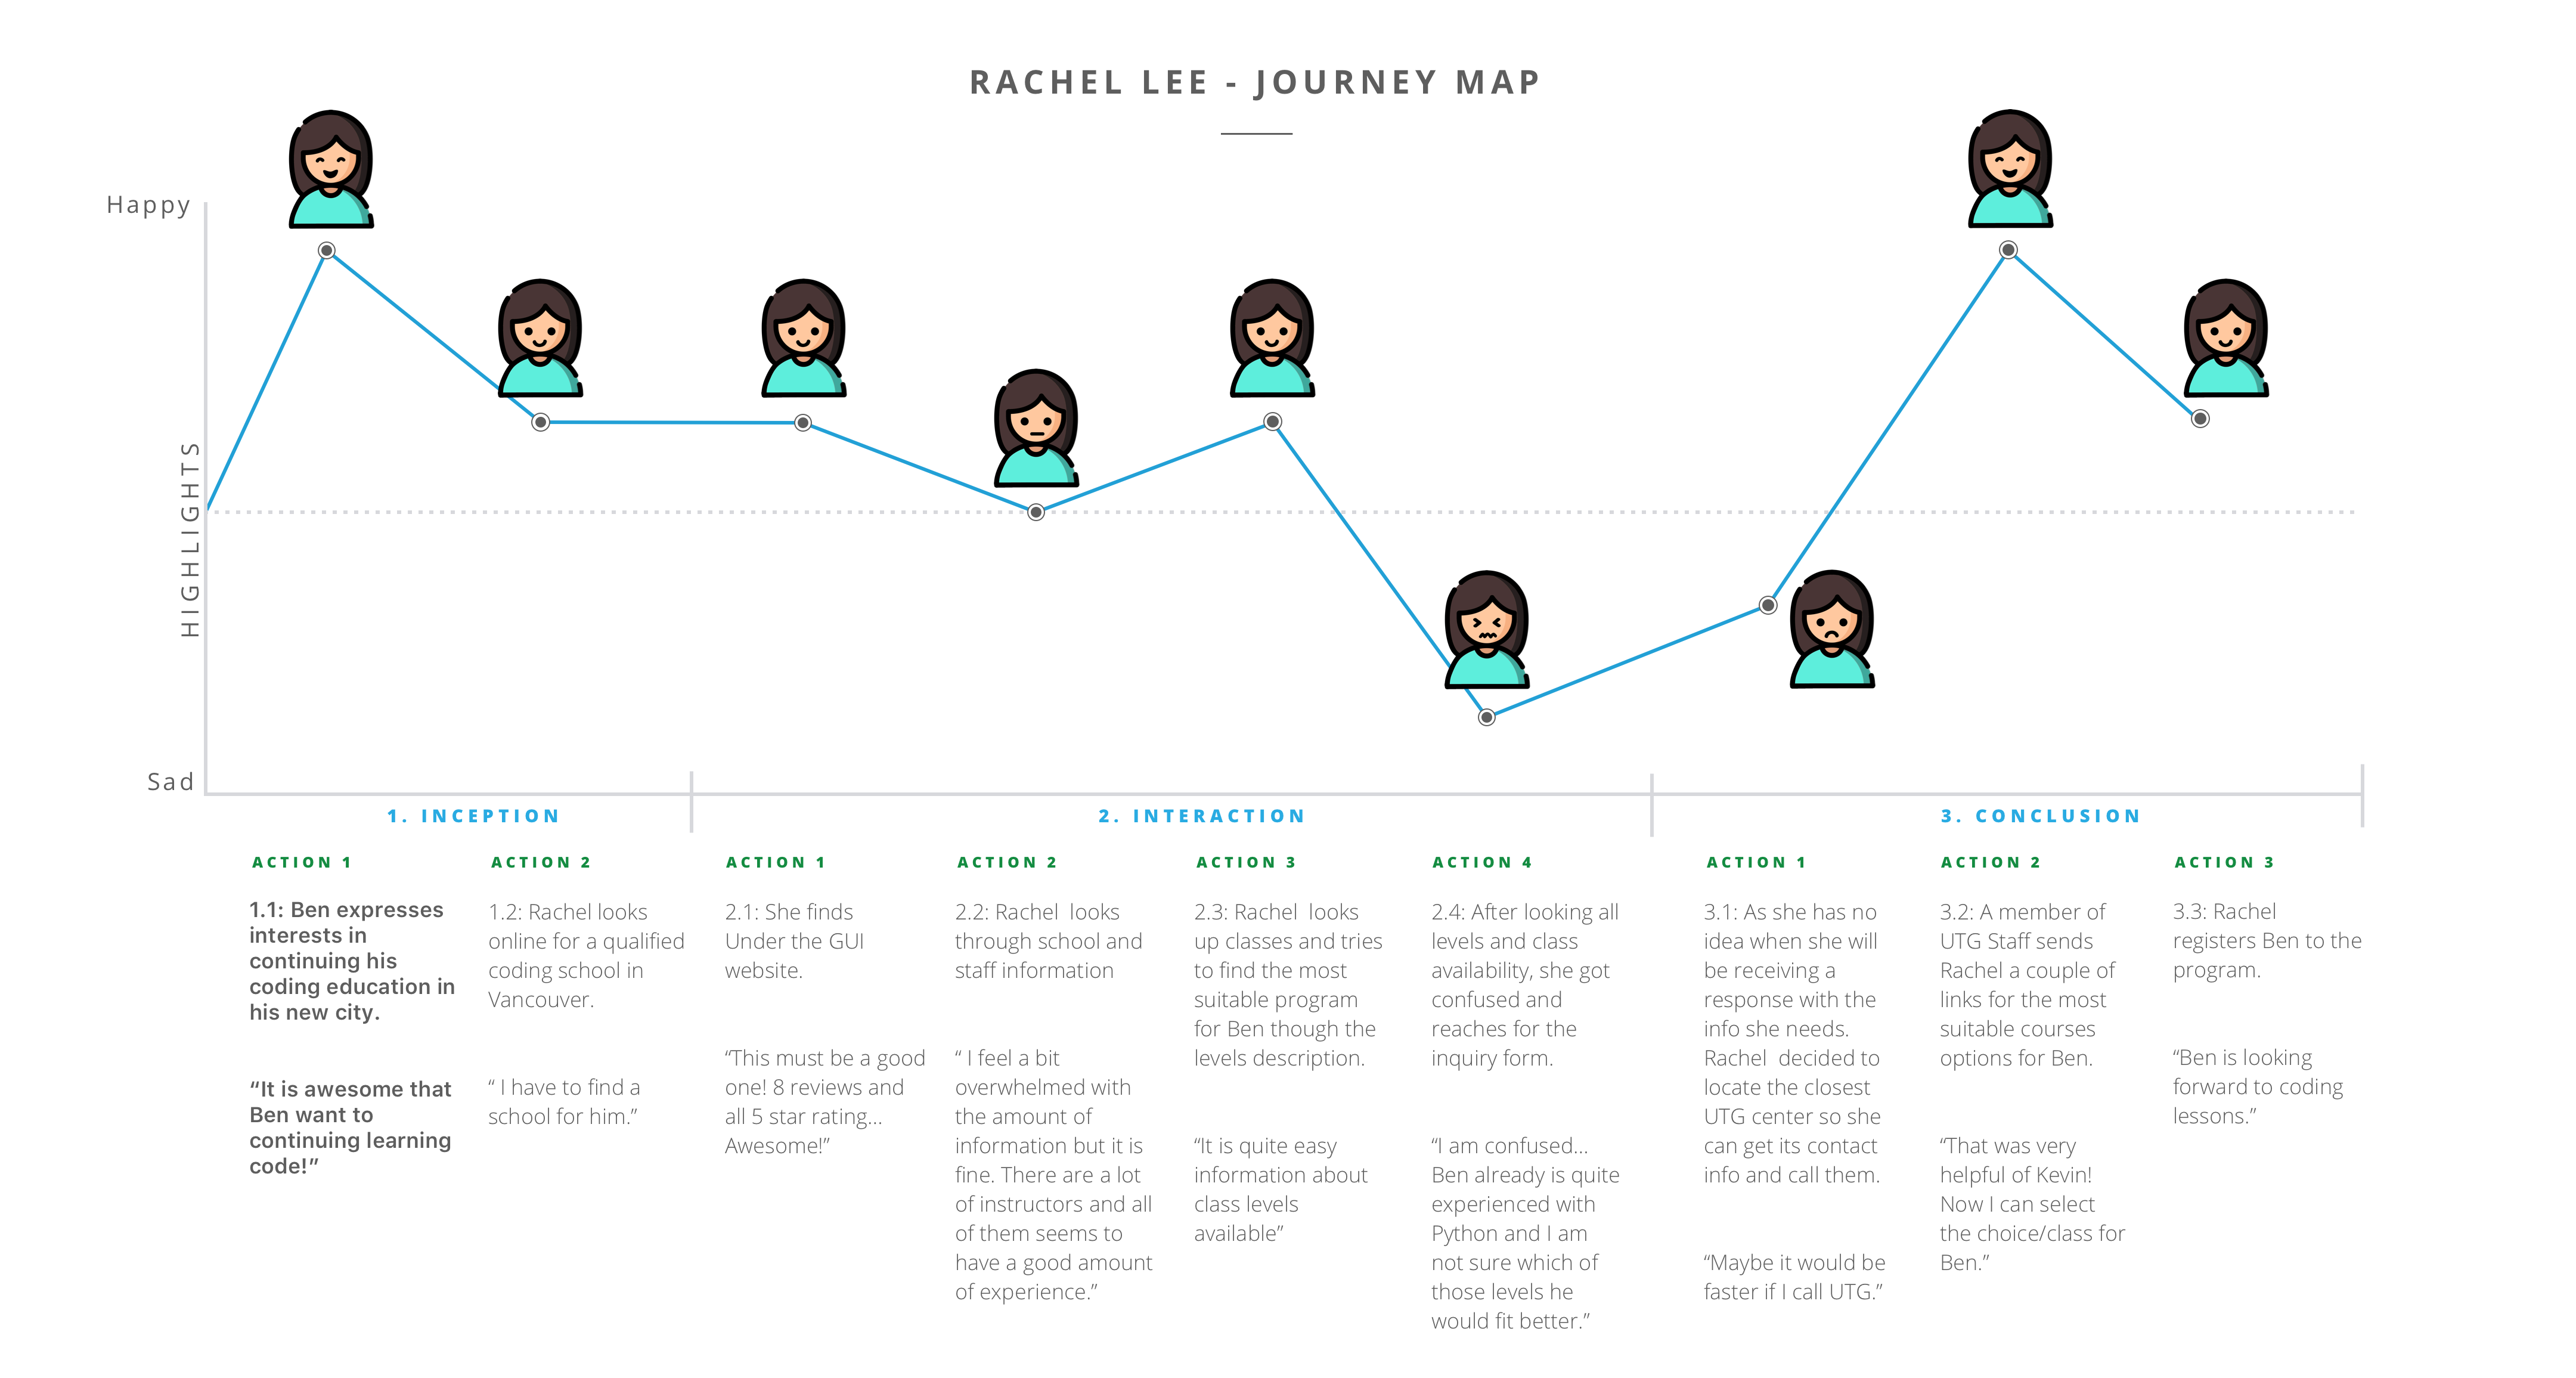 RACHEL LEE - JOURNEY MAP
Happy
HIGHLIGHTS
Sad
1. INCEPTION
2. INTERACTION
3. CONCLUSION
ACTION 1
1.1: Ben expresses
interests in
continuing his
coding education in
his new city.
“It is awesome that
Ben want to
continuing learning
code!”
ACTION 2
1.2: Rachel looks
online for a qualified
coding school in
Vancouver.
“ I have to find a
school for him.”
ACTION 1
2.1: She finds
Under the GUI
website.
“This must be a good
one! 8 reviews and
all 5 star rating...
Awesome!”
ACTION 2
2.2: Rachel  looks
through school and
staff information
“ I feel a bit
overwhelmed with
the amount of
information but it is
fine. There are a lot
of instructors and all
of them seems to
have a good amount
of experience.”
ACTION 3
2.3: Rachel  looks
up classes and tries
to find the most
suitable program
for Ben though the
levels description.
“It is quite easy
information about
class levels
available”
ACTION 4
2.4: After looking all
levels and class
availability, she got
confused and
reaches for the
inquiry form.
“I am confused...
Ben already is quite
experienced with
Python and I am
not sure which of
those levels he
would fit better.”
ACTION 1
3.1: As she has no
idea when she will
be receiving a
response with the
info she needs.
Rachel  decided to
locate the closest
UTG center so she
can get its contact
info and call them.
“Maybe it would be
faster if I call UTG.”
ACTION 2
3.2: A member of
UTG Staff sends
Rachel a couple of
links for the most
suitable courses
options for Ben.
“That was very
helpful of Kevin!
Now I can select
the choice/class for
Ben.”
ACTION 3
3.3: Rachel
registers Ben to the
program.
“Ben is looking
forward to coding
lessons.”